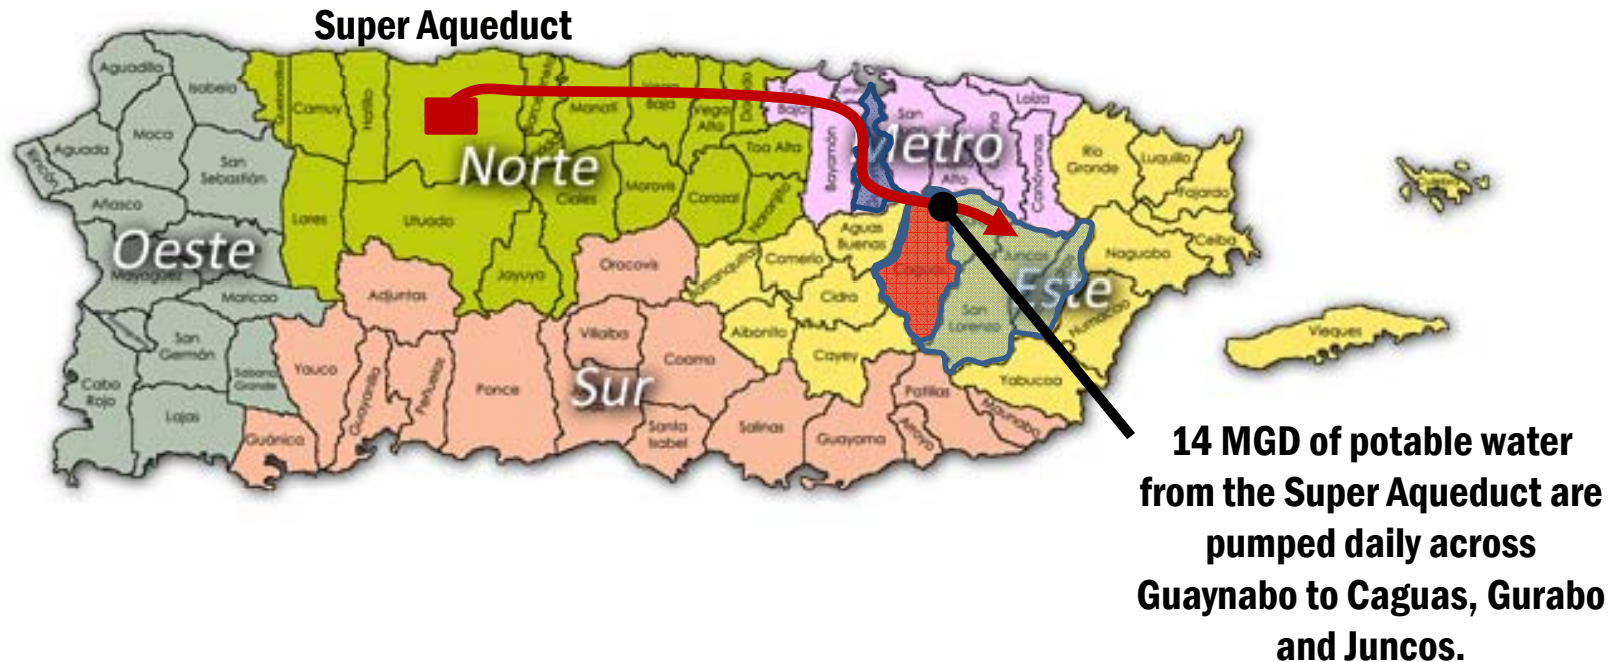 Super Aqueduct
Aguadilla
Isabela
Camuy
Hatillo
Manatí
Vega
Baja
Vega
Alta
Toa
Baja
San
Loíza
Moca
Aguada
Rincón
San
Sebastián
Añasco
Norte
Metro
Toa Alta
Bayamón
Alto
Canóvanas
Río
Grande
Luquillo
Fajardo
Lares
Utuado
Ciales
Morovis
Corozal
Naranjito
Oeste
Mayagüez
Maricao
Jayuya
Orocovis
Adjuntas
Barranquitas
Comerío
Aguas
Buenas
Caguas
Juncos
Este
Naguabo
Ceiba
Humacao
Cidra
San
Lorenzo
San
Germán
Sabana
Grande
Yauco
Guayanilla
Peñuelas
Ponce
Villalba
Coamo
Aibonito
Cayey
Sur
Cabo
Rojo
Lajas
Guánica
Santa
Isabel
Salinas
Guayama
Arroyo
Patillas
Maunabo
Yabucoa
Vieques
14 MGD of potable water
from the Super Aqueduct are
pumped daily across
Guaynabo to Caguas, Gurabo
and Juncos.